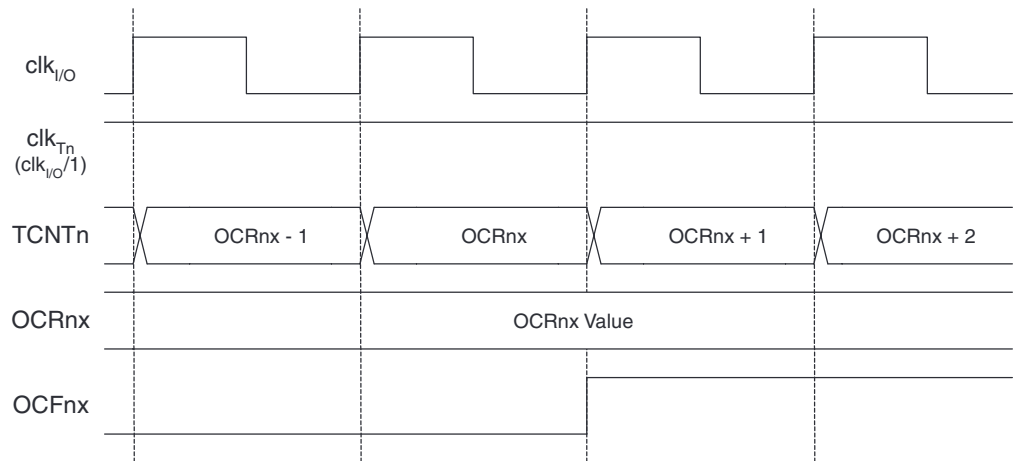 clkI/O
clkTn
(clkI/O/1)
TCNTn
OCRnx - 1
OCRnx
OCRnx + 1
OCRnx + 2
OCRnx
OCRnx Value
OCFnx